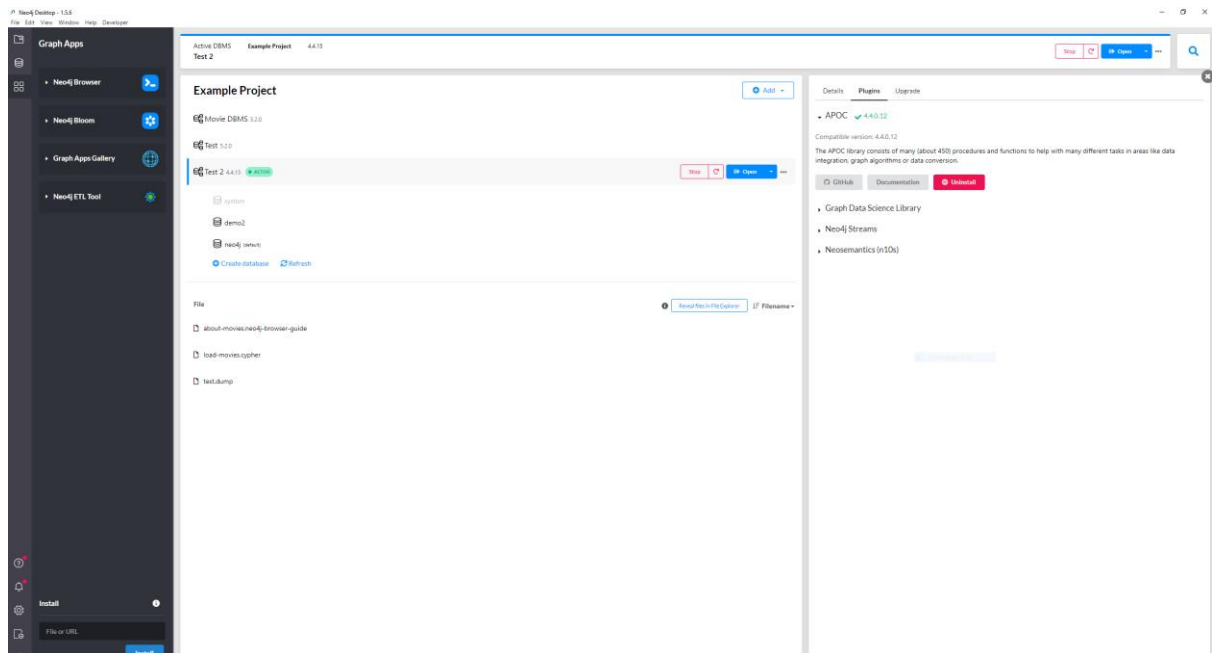 Neo4j Desktop - 1.5.6
File Edit View Window Help Developer
Graph Apps
Neo4j Browser
Neo4j Bloom
Graph Apps Gallery
Neo4j ETL Tool
Install
File or URL
Install
Active DBMS Example Project 4.4.15
Test 2
Stop Open
Example Project
Add
Movie DBMS 5.2.0
Test 5.2.0
Test 2 4.4.15 ACTIVE
Stop Open
system
demo2
neo4j (default)
Create database Refresh
File
Reveal files in File Explorer Filename
about-movies.neo4j-browser-guide
load-movies.cypher
test.dump
Details Plugins Upgrade
APOC 4.4.0.12
Compatible version: 4.4.0.12
The APOC library consists of many (about 450) procedures and functions to help with many different tasks in areas like data
integration, graph algorithms or data conversion.
GitHub Documentation Uninstall
Graph Data Science Library
Neo4j Streams
Neosemantics (n10s)